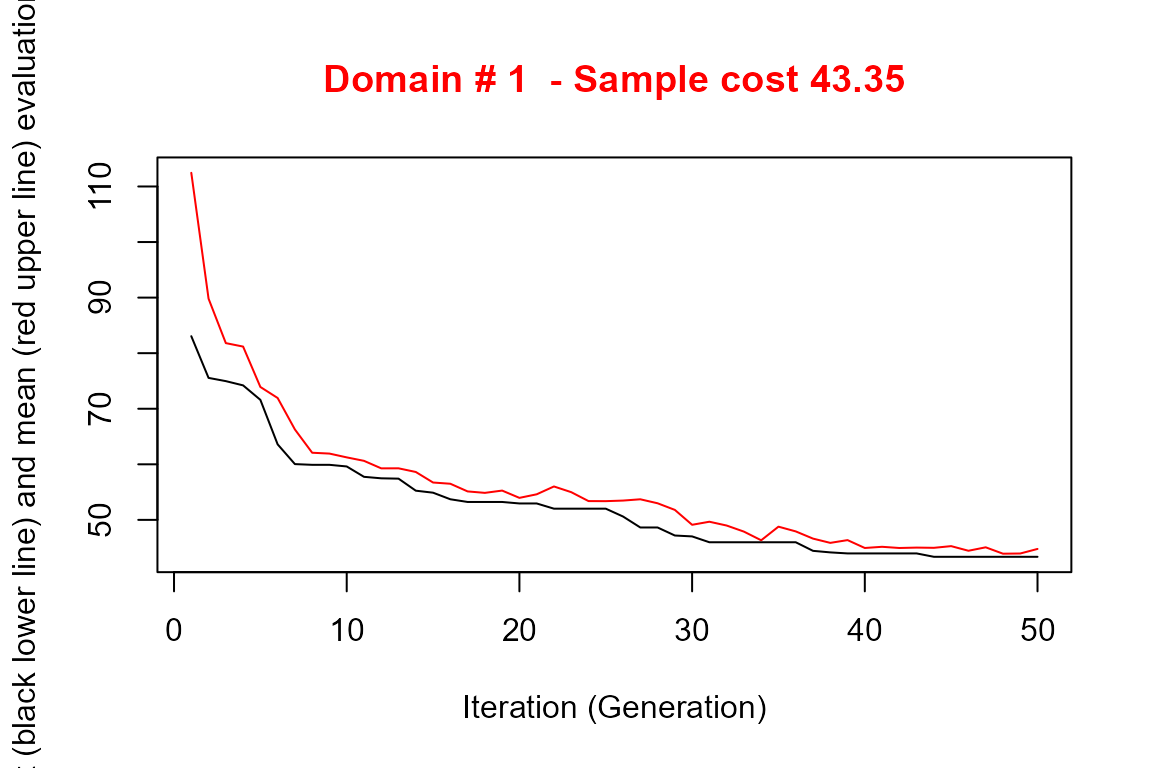 Domain # 1  - Sample cost 43.35
(black lower line) and mean (red upper line) evaluation
110
90
70
50
0 10 20 30 40 50
Iteration (Generation)